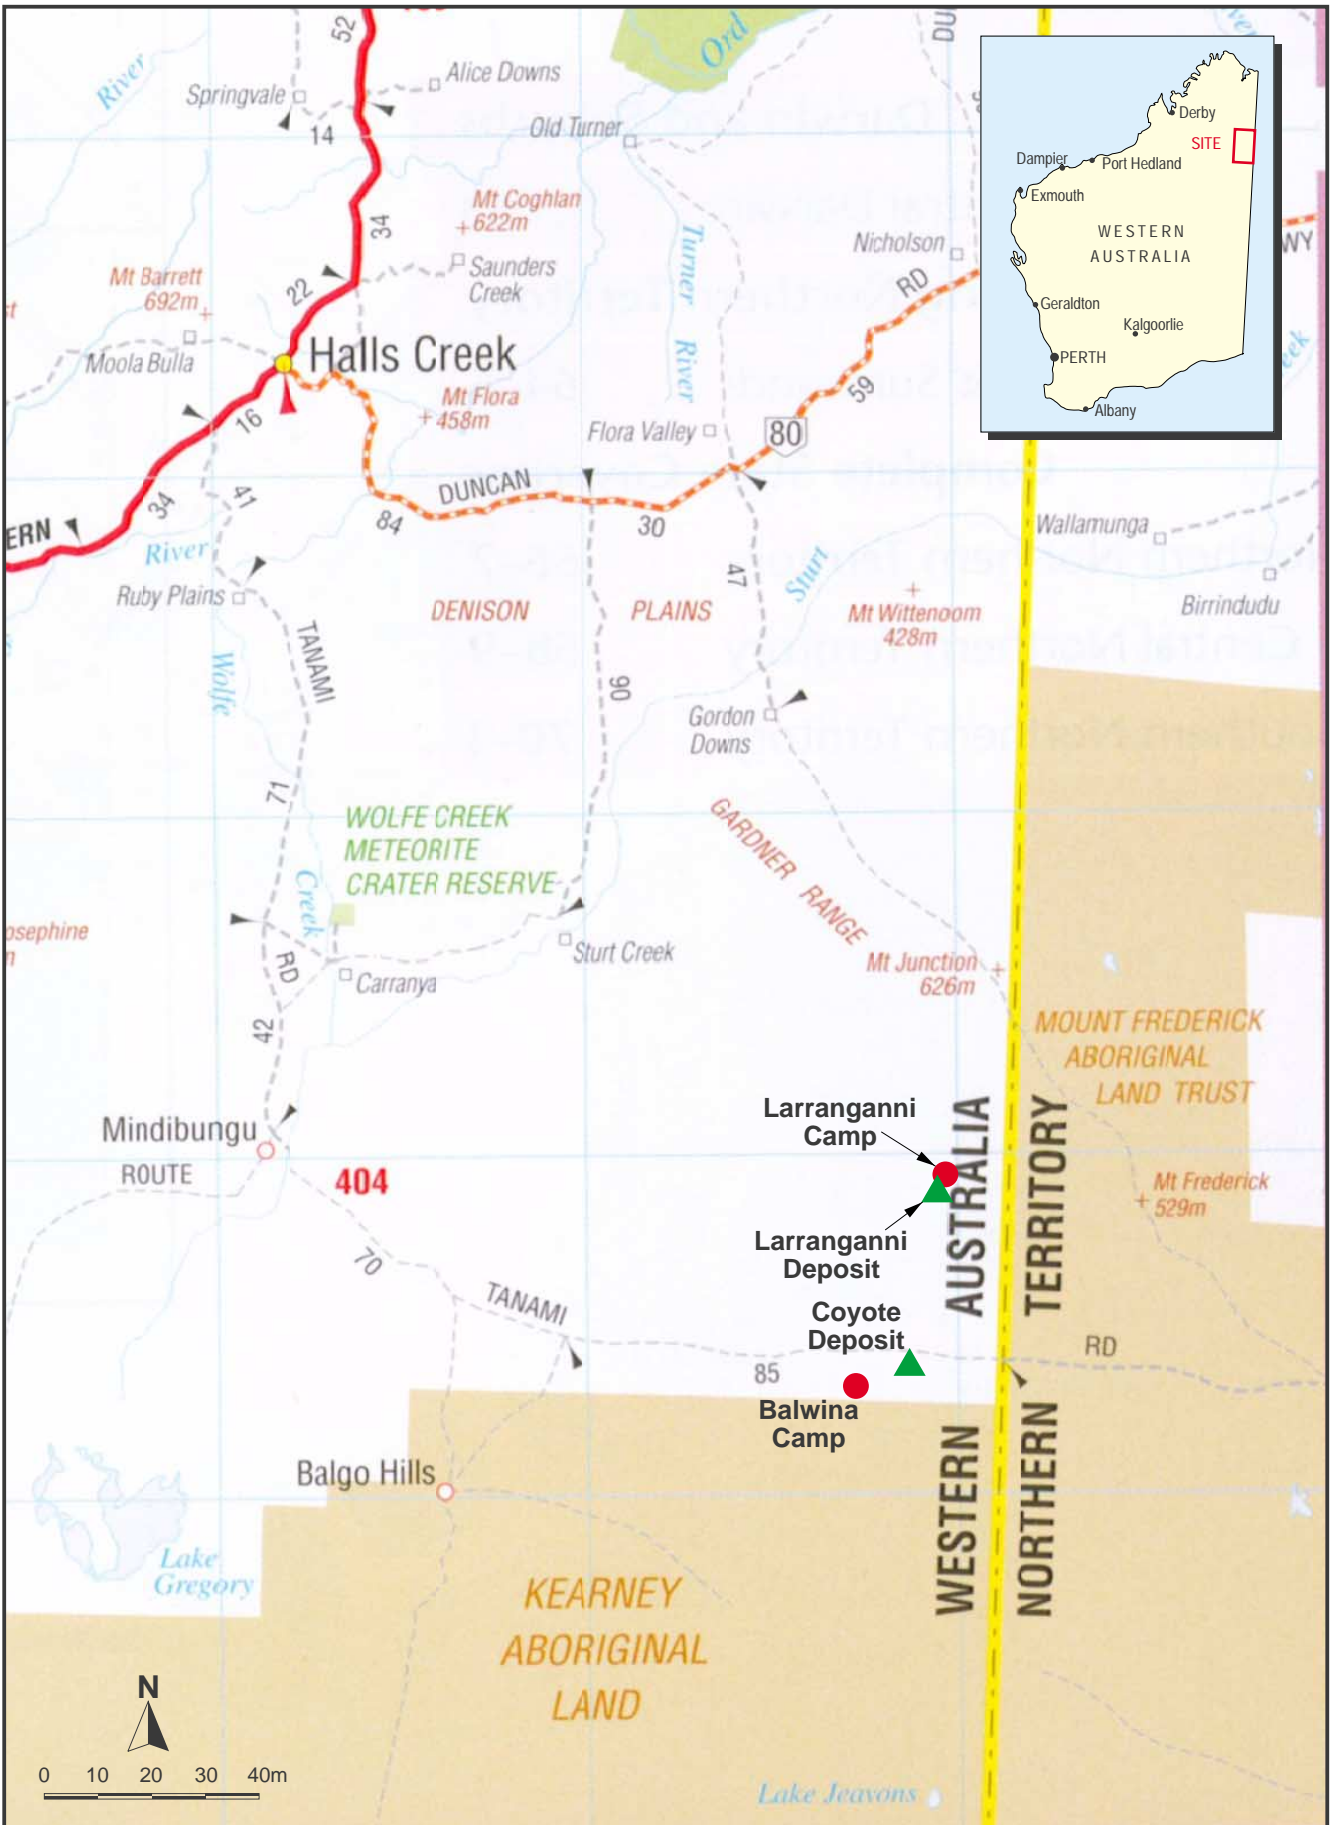 52
Ord
River
Alice Downs
Springvale
14
Old Turner
Mt Coghlan
622m
34
Turner
River
Nicholson
Saunders
Creek
Mt Barrett
692m
22
RD
Moola Bulla
Halls Creek
Mt Flora
458m
59
16
Flora Valley
80
DUNCAN
41
34
84
30
ERN
River
Ruby Plains
47
Sturt
DENISON
PLAINS
Mt Wittenoom
428m
Wallamunga
Birrindudu
TANAMI
Wolfe
90
Gordon
Downs
71
WOLFE CREEK
METEORITE
CRATER RESERVE
GARDNER RANGE
Creek
osephine
RD
Sturt Creek
Carranya
Mt Junction
626m
42
MOUNT FREDERICK
ABORIGINAL
LAND TRUST
Larranganni
Camp
Mindibungu
ROUTE
404
Mt Frederick
529m
Larranganni
Deposit
70
TANAMI
Coyote
Deposit
RD
85
Balwina
Camp
WESTERN AUSTRALIA
NORTHERN TERRITORY
Balgo Hills
Lake
Gregory
KEARNEY
ABORIGINAL
LAND
N
0 10 20 30 40m
Lake Jeavons
Derby
SITE
Dampier
Port Hedland
Exmouth
WESTERN
AUSTRALIA
Geraldton
Kalgoorlie
PERTH
Albany
WY
eek